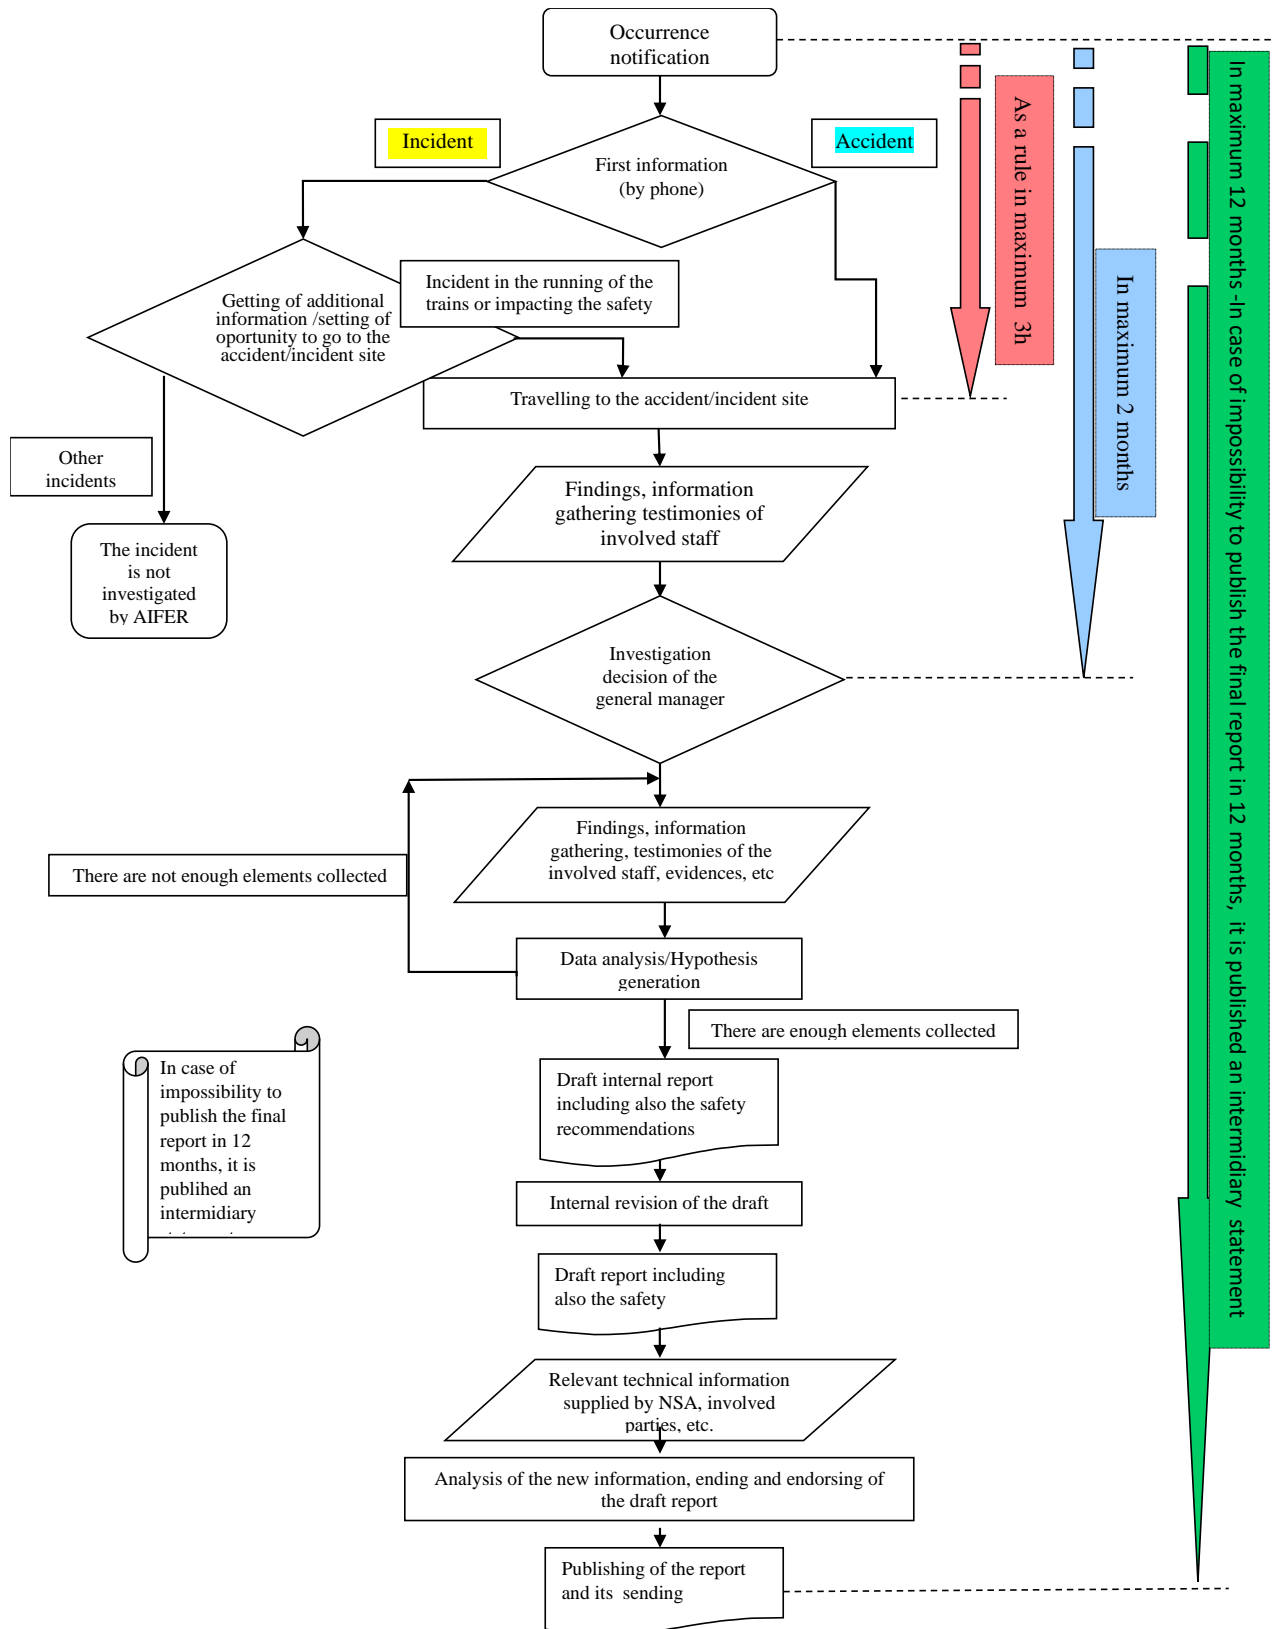 Occurrence
notification
Incident
Accident
First information
(by phone)
As a rule in maximum 3h
In maximum 2 months
In maximum 12 months -In case of impossibility to publish the final report in 12 months, it is published an intermidiary statement
Incident in the running of the
trains or impacting the safety
Getting of additional
information /setting of
oportunity to go to the
accident/incident site
Travelling to the accident/incident site
Other
incidents
Findings, information
gathering testimonies of
involved staff
The incident
is not
investigated
by AIFER
Investigation
decision of the
general manager
Findings, information
gathering, testimonies of the
involved staff, evidences, etc
There are not enough elements collected
Data analysis/Hypothesis
generation
There are enough elements collected
In case of
impossibility to
publish the final
report in 12
months, it is
publihed an
intermidiary
Draft internal report
including also the safety
recommendations
Internal revision of the draft
Draft report including
also the safety
Relevant technical information
supplied by NSA, involved
parties, etc.
Analysis of the new information, ending and endorsing of
the draft report
Publishing of the report
and its sending